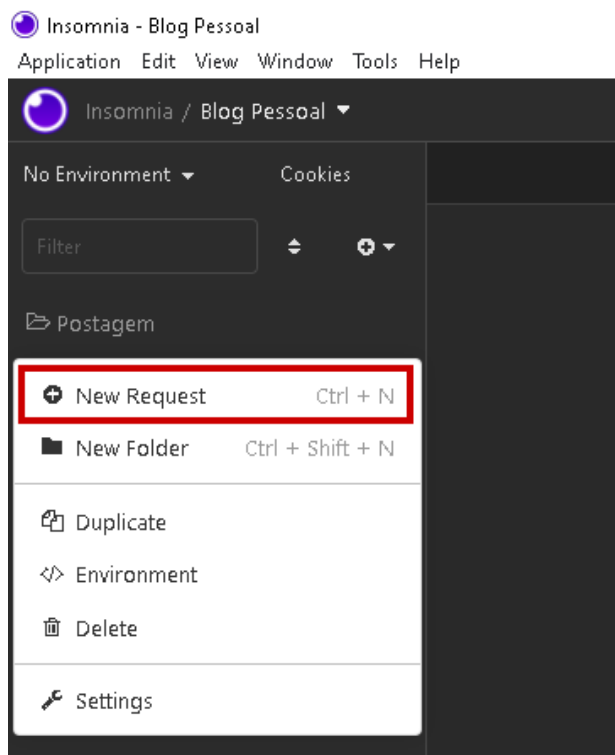 Insomnia - Blog Pessoal
Application Edit View Window Tools Help
Insomnia / Blog Pessoal
No Environment Cookies
Filter
Postagem
New Request Ctrl + N
New Folder Ctrl + Shift + N
Duplicate
Environment
Delete
Settings